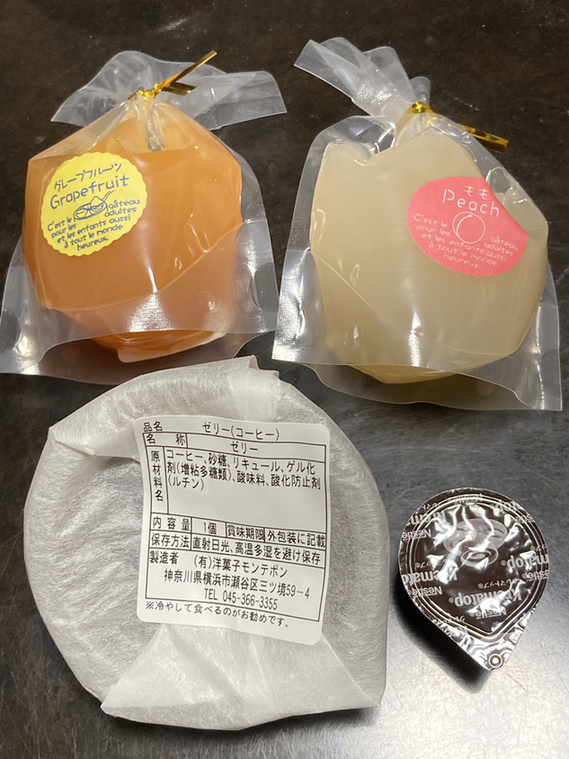 グレープフルーツ
Grapefruit
C'est le gâteau
pour les adultes
et les enfants aussi
à tout le monde
heureux.
もも
Peach
C'est le gâteau
pour les adultes
et les enfants aussi
à tout le monde
heureux.
品名 ゼリー(コーヒー)
名称 ゼリー
原材料名 コーヒー、砂糖、リキュール、ゲル化
剤(増粘多糖類)、酸味料、酸化防止剤
(ルチン)
内容量 1個 賞味期限 外包装に記載
保存方法 直射日光、高温多湿を避け保存
製造者 (有)洋菓子モンテボン
神奈川県横浜市瀬谷区三ツ境59-4
TEL 045-366-3355
※冷やして食べるのがお勧めです。
Nestlé